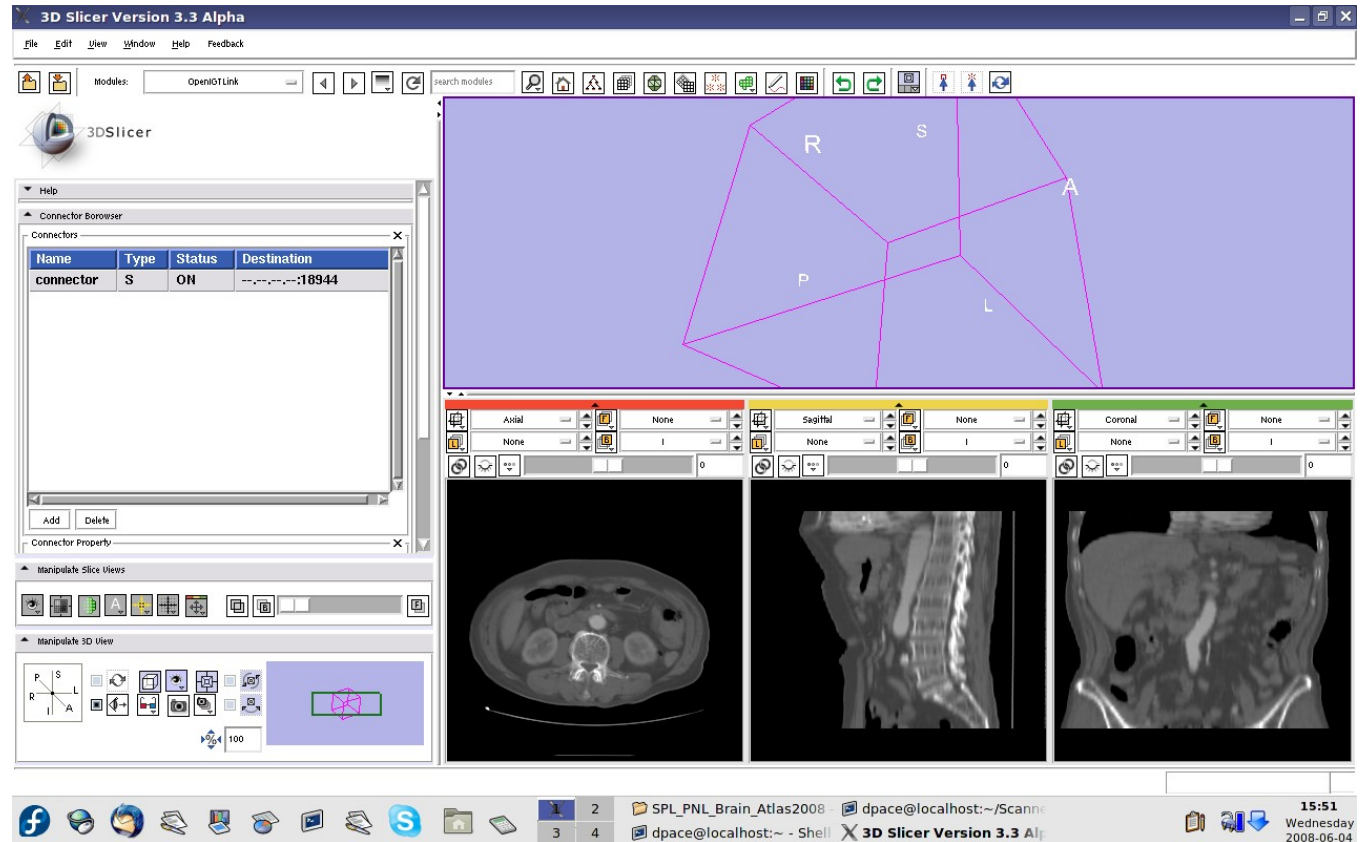 3D Slicer Version 3.3 Alpha
File Edit View Window Help Feedback
Modules: OpenIGTLink search modules
3DSlicer
Help
Connector Borowser
Connectors
Name Type Status Destination
connector S ON --.--.--.--:18944
Add Delete
Connector Property
Manipulate Slice Views
A
B F
Manipulate 3D View
P S
R L
I A
% 100
R S
A
P
L
Axial F None
L None B I
0
Sagittal F None
L None B I
0
Coronal F None
L None B I
0
1 2
3 4
SPL_PNL_Brain_Atlas2008 - dpace@localhost:~/Scanne
dpace@localhost:~ - Shell 3D Slicer Version 3.3 Alp
15:51
Wednesday
2008-06-04